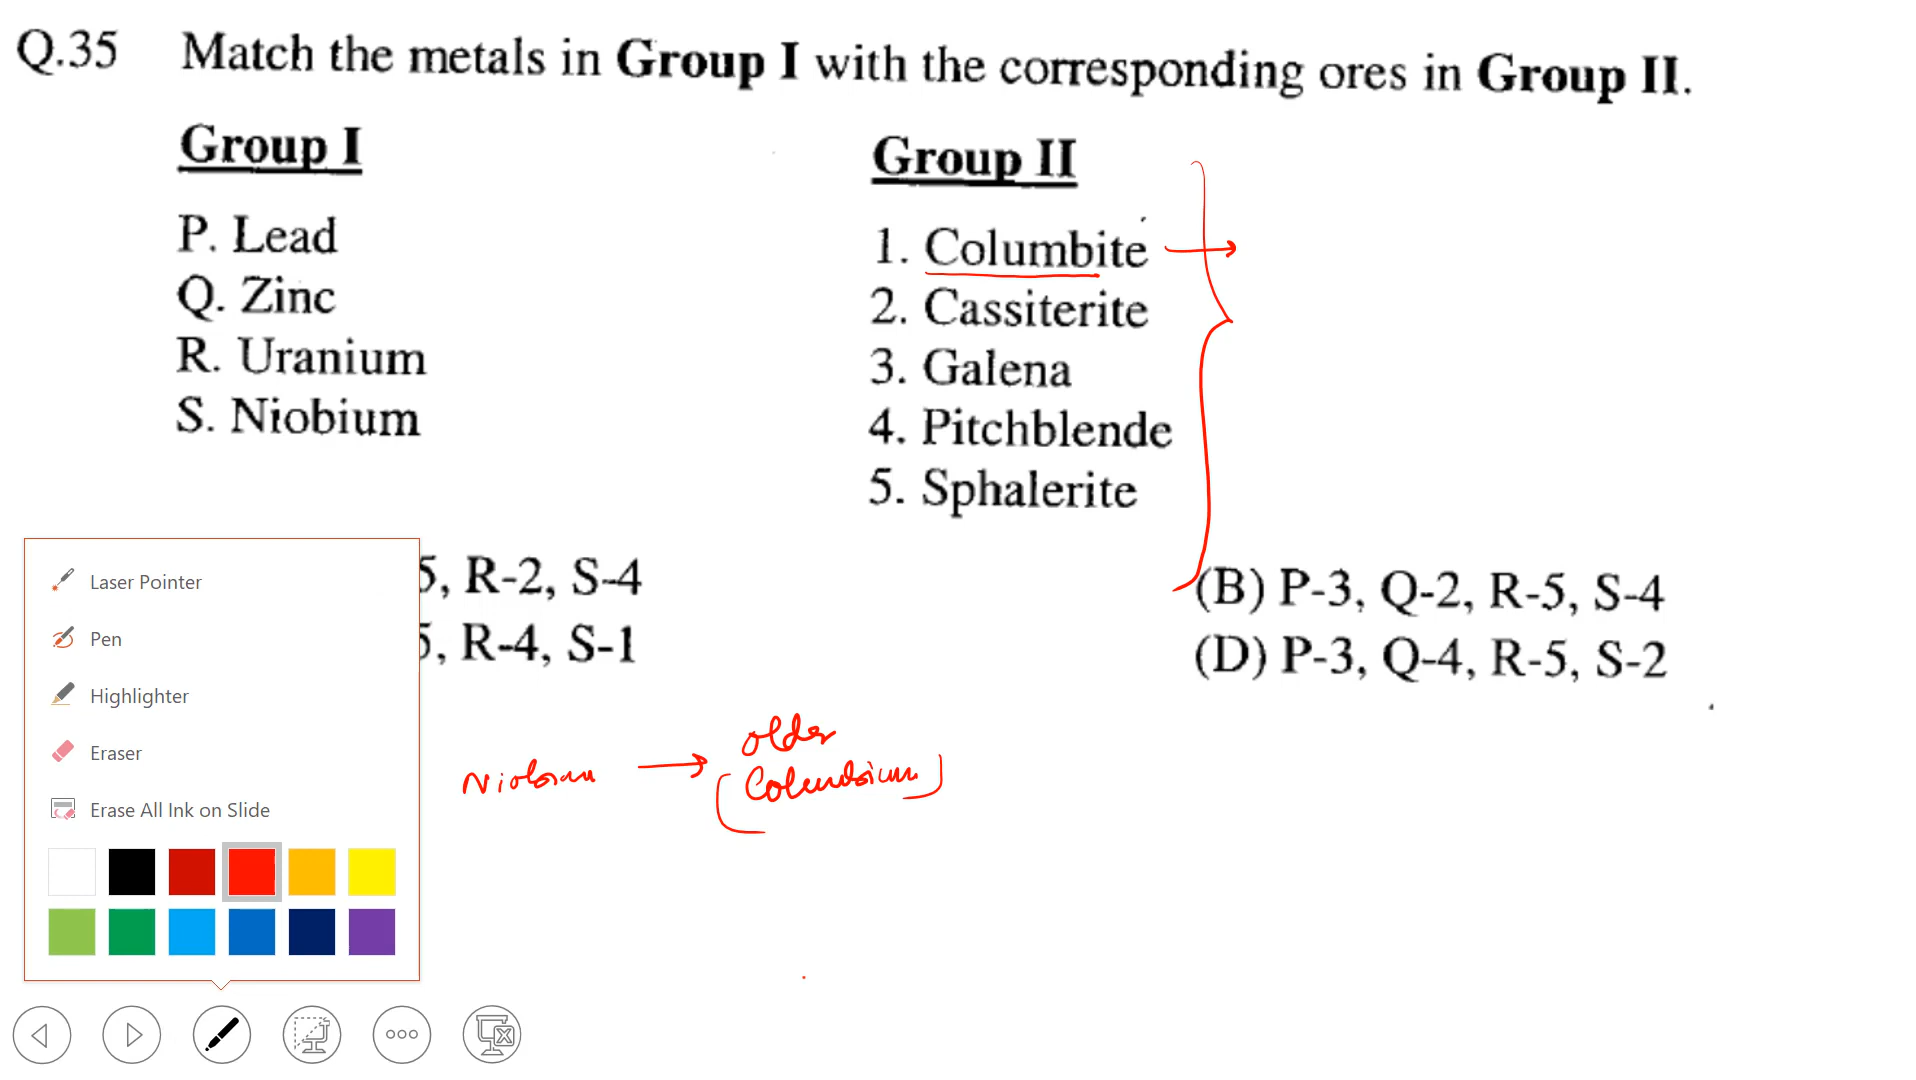 Q.35 Match the metals in Group I with the corresponding ores in Group II.
Group I
Group II
P. Lead
1. Columbite
Q. Zinc
2. Cassiterite
R. Uranium
3. Galena
S. Niobium
4. Pitchblende
5. Sphalerite
5, R-2, S-4
(B) P-3, Q-2, R-5, S-4
5, R-4, S-1
(D) P-3, Q-4, R-5, S-2
Laser Pointer
Pen
Highlighter
Eraser
Erase All Ink on Slide
older
Niobium → (Columbium)